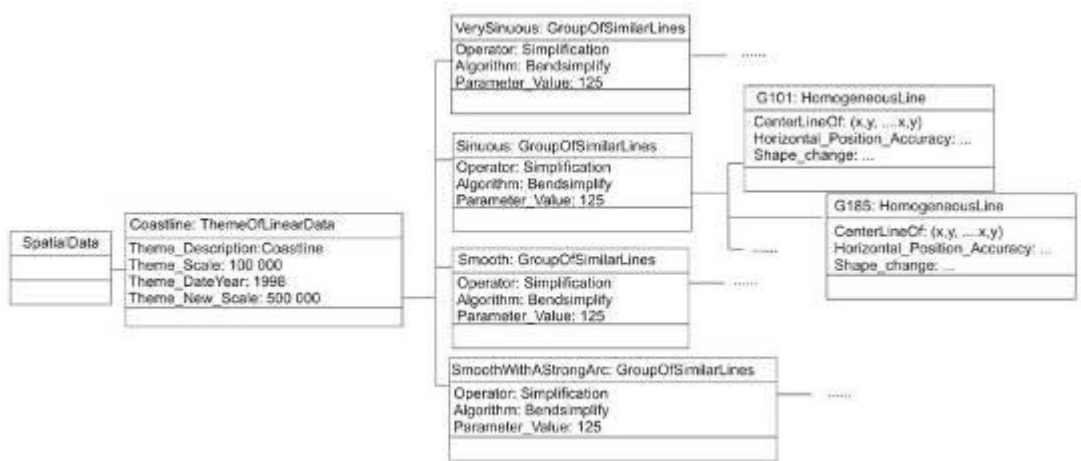 SpatialData
Coastline: ThemeOfLinearData
Theme_Description:Coastline
Theme_Scale: 100 000
Theme_DateYear: 1998
Theme_New_Scale: 500 000
VerySinuous: GroupOfSimilarLines
Operator: Simplification
Algorithm: Bendsimplify
Parameter_Value: 125
......
Sinuous: GroupOfSimilarLines
Operator: Simplification
Algorithm: Bendsimplify
Parameter_Value: 125
G101: HomogeneousLine
CenterLineOf: (x,y, ....x,y)
Horizontal_Position_Accuracy: ...
Shape_change: ...
G185: HomogeneousLine
CenterLineOf: (x,y, ....x,y)
Horizontal_Position_Accuracy: ...
Shape_change: ...
......
Smooth: GroupOfSimilarLines
Operator: Simplification
Algorithm: Bendsimplify
Parameter_Value: 125
......
SmoothWithAStrongArc: GroupOfSimilarLines
Operator: Simplification
Algorithm: Bendsimplify
Parameter_Value: 125
......